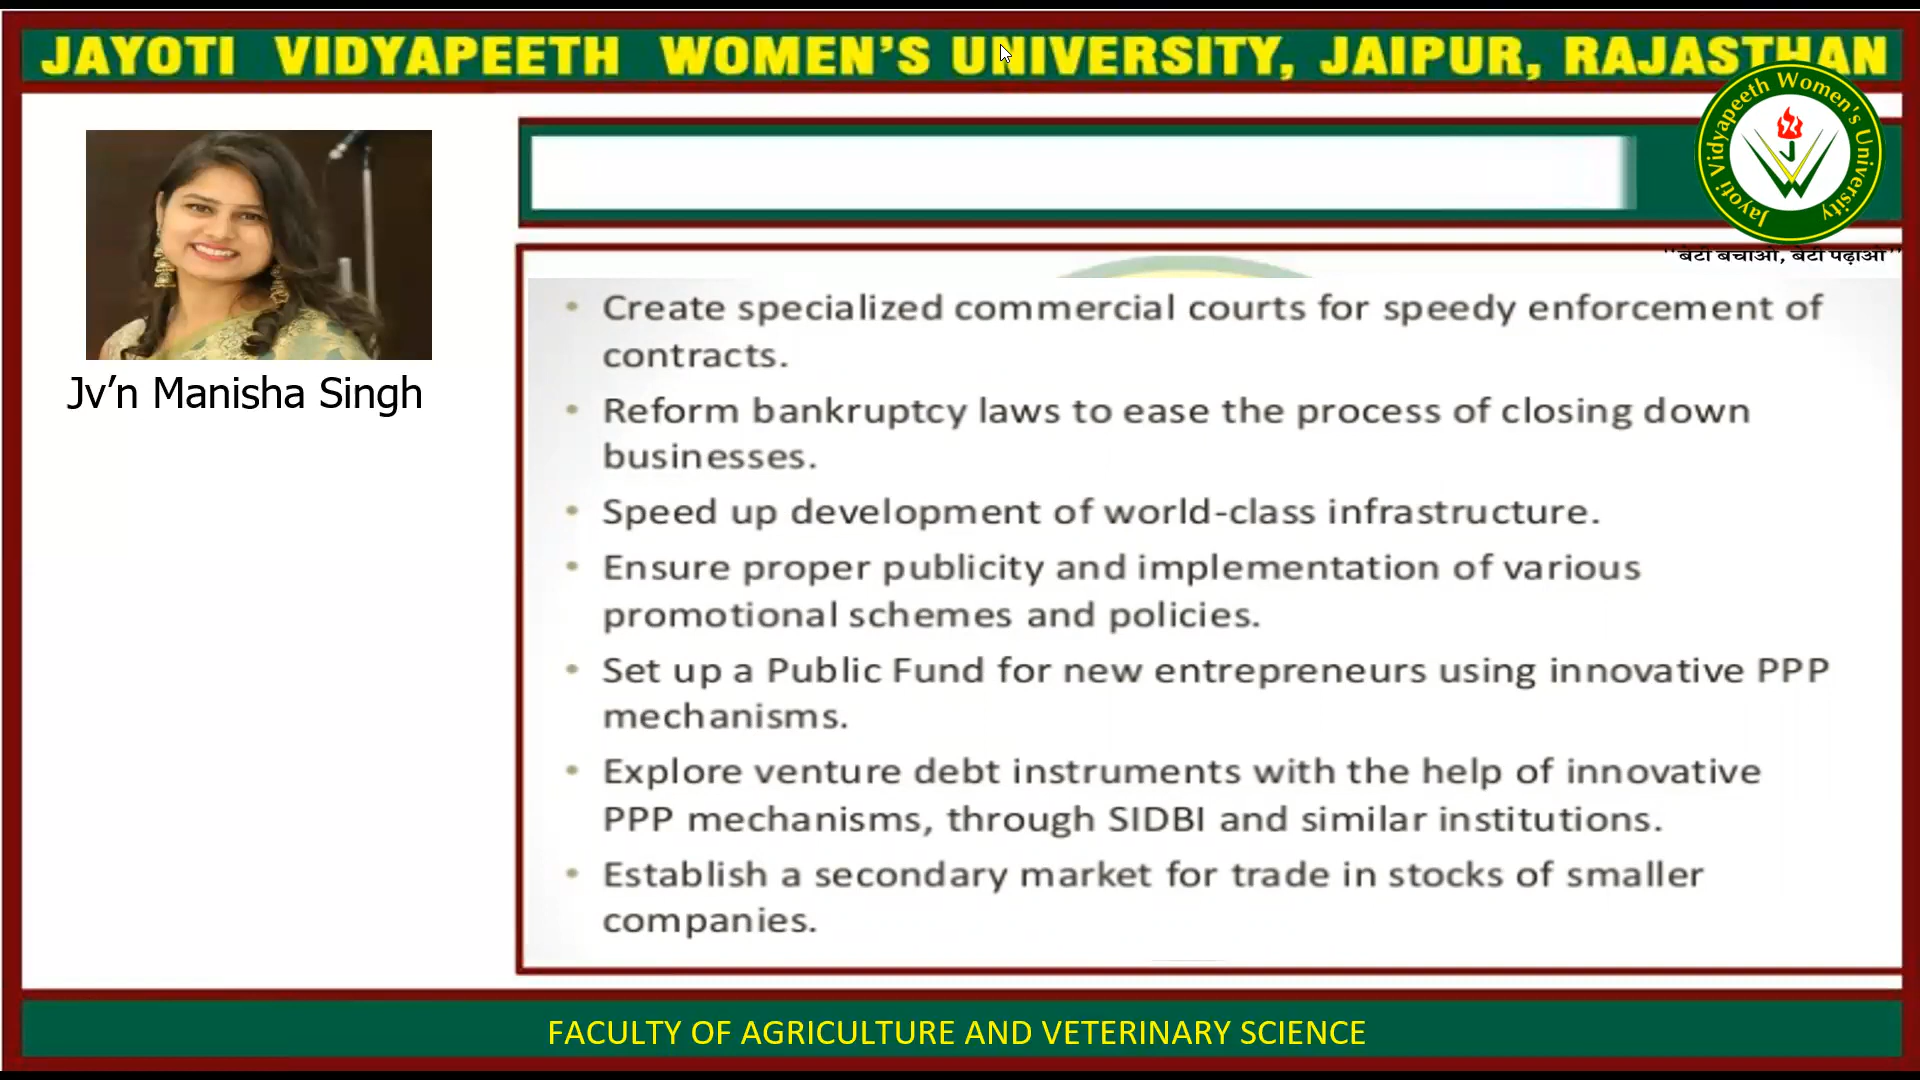 JAYOTI VIDYAPEETH WOMEN'S UNIVERSITY, JAIPUR, RAJASTHAN
Jayoti Vidyapeeth Women's University
Jayoti Vidyapeeth Women's University
"बेटी बचाओ, बेटी पढ़ाओ"
Jv'n Manisha Singh
• Create specialized commercial courts for speedy enforcement of
contracts.
• Reform bankruptcy laws to ease the process of closing down
businesses.
• Speed up development of world-class infrastructure.
• Ensure proper publicity and implementation of various
promotional schemes and policies.
• Set up a Public Fund for new entrepreneurs using innovative PPP
mechanisms.
• Explore venture debt instruments with the help of innovative
PPP mechanisms, through SIDBI and similar institutions.
• Establish a secondary market for trade in stocks of smaller
companies.
FACULTY OF AGRICULTURE AND VETERINARY SCIENCE